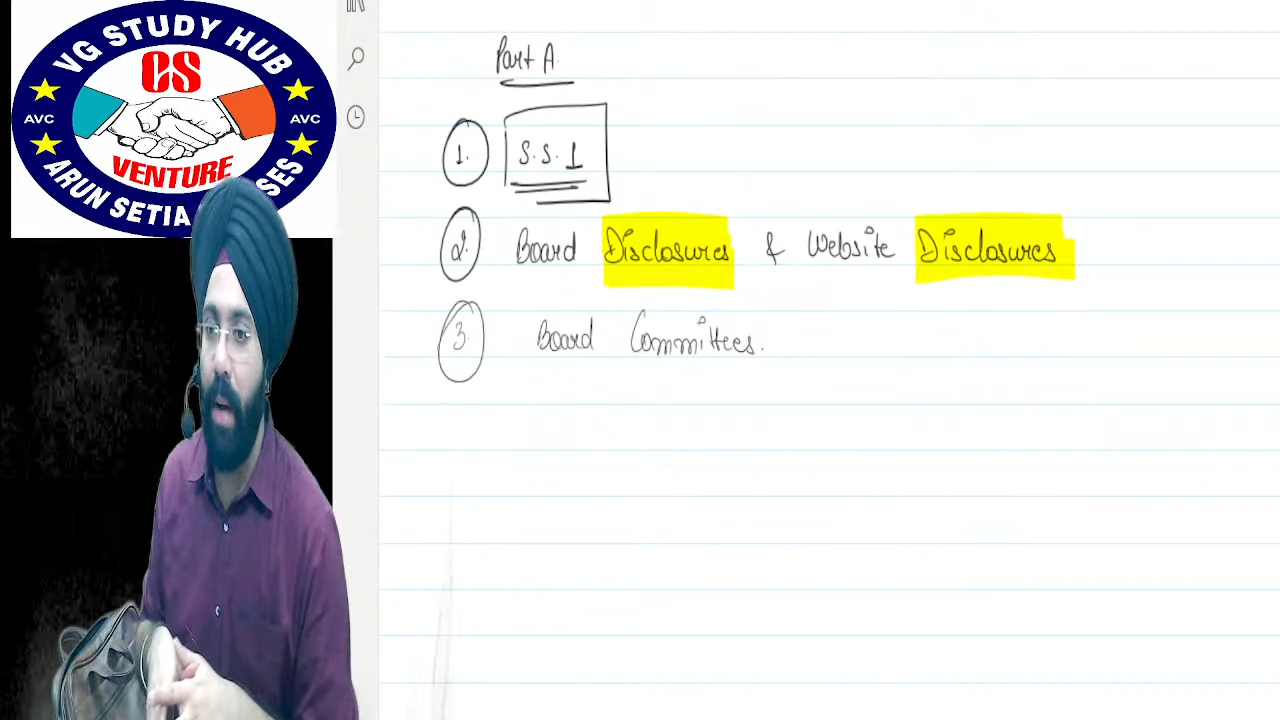 VG STUDY HUB
CS
AVC
AVC
VENTURE
ARUN SETIA
SES
Part A.
1. S.S. 1
2. Board Disclosures & Website Disclosures
3. Board Committees.